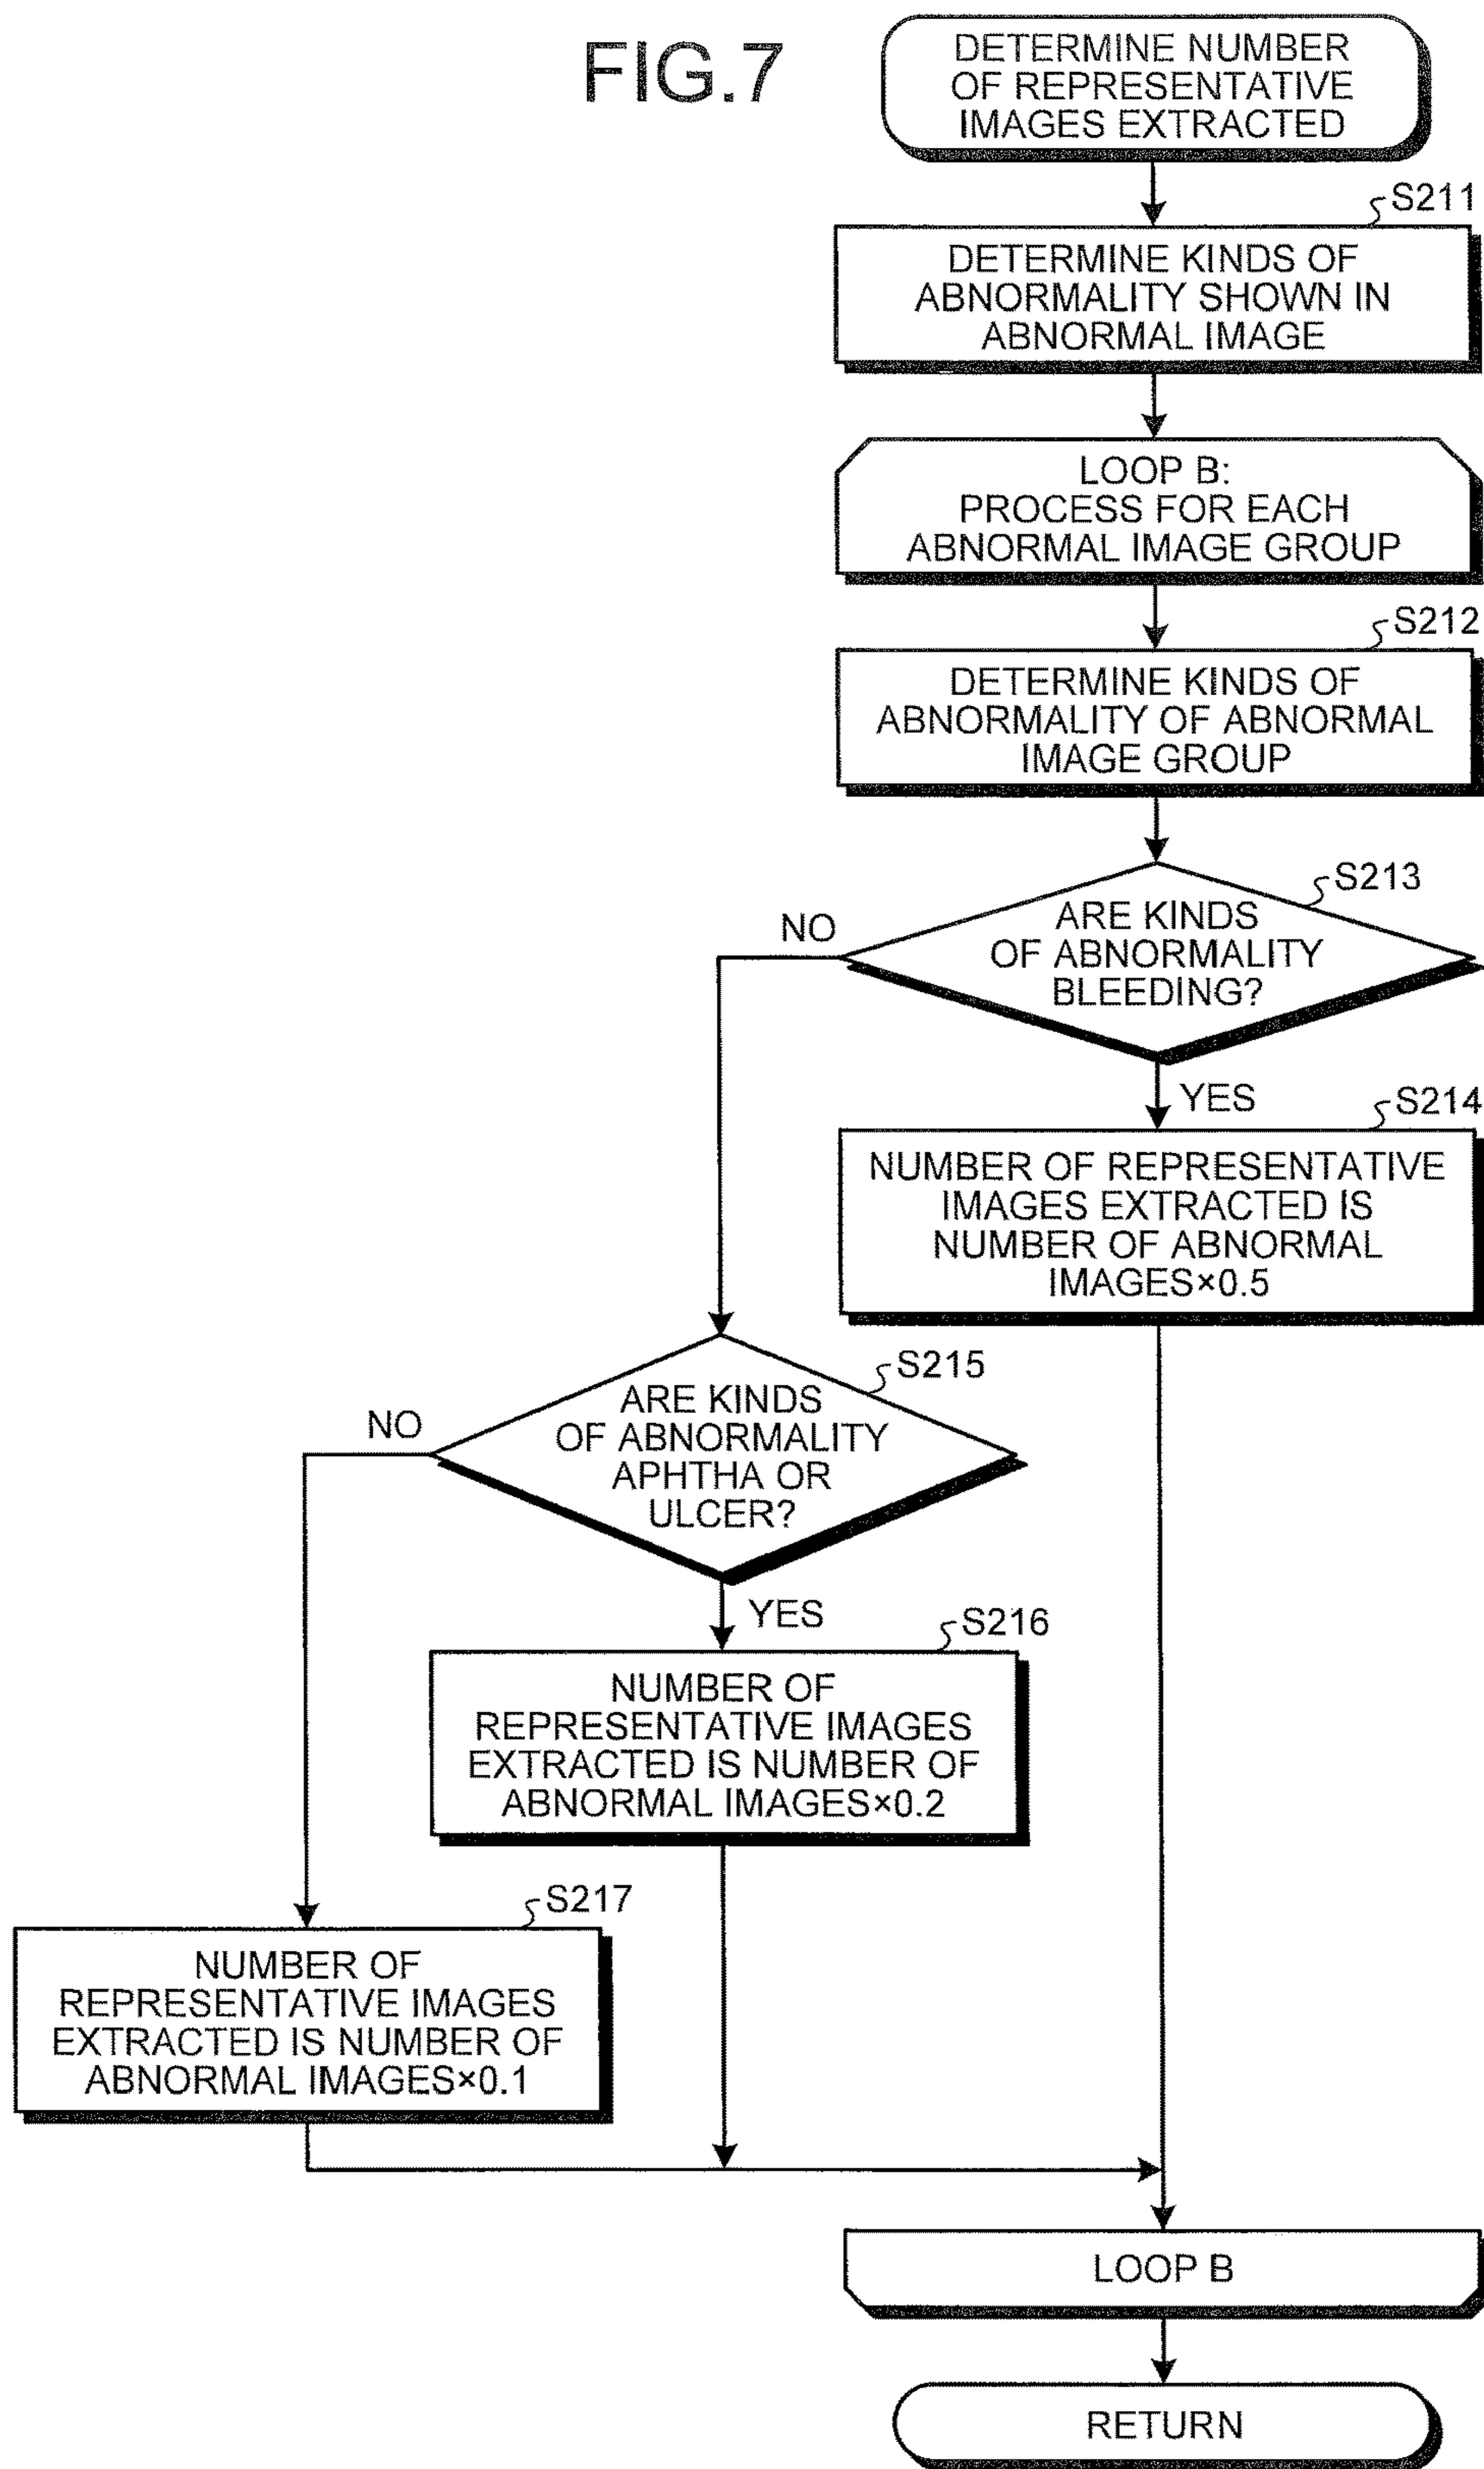 FIG.7
DETERMINE NUMBER
OF REPRESENTATIVE
IMAGES EXTRACTED
S211
DETERMINE KINDS OF
ABNORMALITY SHOWN IN
ABNORMAL IMAGE
LOOP B:
PROCESS FOR EACH
ABNORMAL IMAGE GROUP
S212
DETERMINE KINDS OF
ABNORMALITY OF ABNORMAL
IMAGE GROUP
S213
ARE KINDS
OF ABNORMALITY
BLEEDING?
NO
YES
S214
NUMBER OF REPRESENTATIVE
IMAGES EXTRACTED IS
NUMBER OF ABNORMAL
IMAGES×0.5
S215
ARE KINDS
OF ABNORMALITY
APHTHA OR
ULCER?
NO
YES
S216
NUMBER OF
REPRESENTATIVE IMAGES
EXTRACTED IS NUMBER OF
ABNORMAL IMAGES×0.2
S217
NUMBER OF
REPRESENTATIVE IMAGES
EXTRACTED IS NUMBER OF
ABNORMAL IMAGES×0.1
LOOP B
RETURN